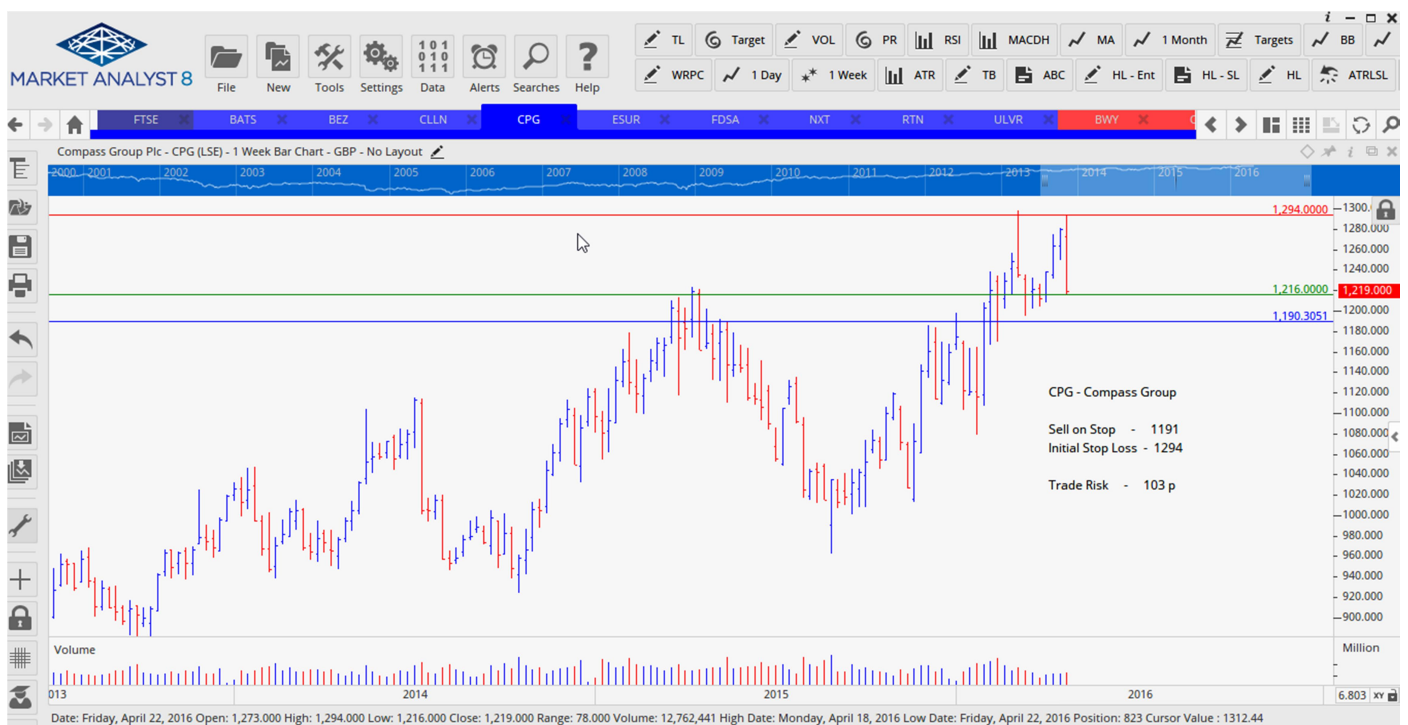 MARKET ANALYST 8
File New Tools Settings Data Alerts Searches Help
101
010
111
TL Target VOL PR RSI MACDH MA 1 Month Targets BB
WRPC 1 Day 1 Week ATR TB ABC HL - Ent HL - SL HL ATRLSL
FTSE BATS BEZ CLLN CPG ESUR FDSA NXT RTN ULVR BWY
Compass Group Plc - CPG (LSE) - 1 Week Bar Chart - GBP - No Layout
2000 2001 2002 2003 2004 2005 2006 2007 2008 2009 2010 2011 2012 2013 2014 2015 2016
1,294.0000
1,216.0000
1,190.3051
1300.
1280.000
1260.000
1240.000
1,219.000
1200.000
1180.000
1160.000
1140.000
1120.000
1100.000
1080.000
1060.000
1040.000
1020.000
1000.000
980.000
960.000
940.000
920.000
900.000
CPG - Compass Group
Sell on Stop - 1191
Initial Stop Loss - 1294
Trade Risk - 103 p
Volume
Million
013 2014 2015 2016
6.803 XY
Date: Friday, April 22, 2016 Open: 1,273.000 High: 1,294.000 Low: 1,216.000 Close: 1,219.000 Range: 78.000 Volume: 12,762,441 High Date: Monday, April 18, 2016 Low Date: Friday, April 22, 2016 Position: 823 Cursor Value : 1312.44